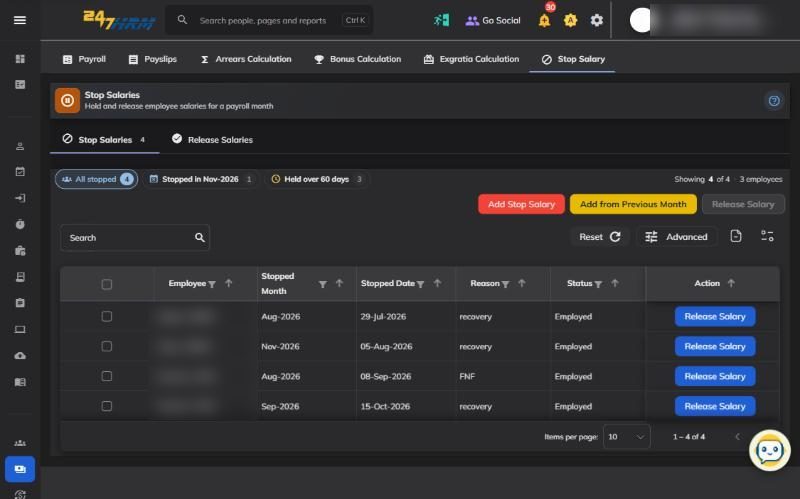 247HRM
Search people, pages and reports
Ctrl K
Go Social
30
A
Payroll
Payslips
Arrears Calculation
Bonus Calculation
Exgratia Calculation
Stop Salary
Stop Salaries
Hold and release employee salaries for a payroll month
Stop Salaries 4
Release Salaries
All stopped 4
Stopped in Nov-2026 1
Held over 60 days 3
Showing 4 of 4 · 3 employees
Add Stop Salary
Add from Previous Month
Release Salary
Search
Reset
Advanced
Employee
Stopped Month
Stopped Date
Reason
Status
Action
Aug-2026 29-Jul-2026 recovery Employed Release Salary
Nov-2026 05-Aug-2026 recovery Employed Release Salary
Aug-2026 08-Sep-2026 FNF Employed Release Salary
Sep-2026 15-Oct-2026 recovery Employed Release Salary
Items per page: 10 1 – 4 of 4